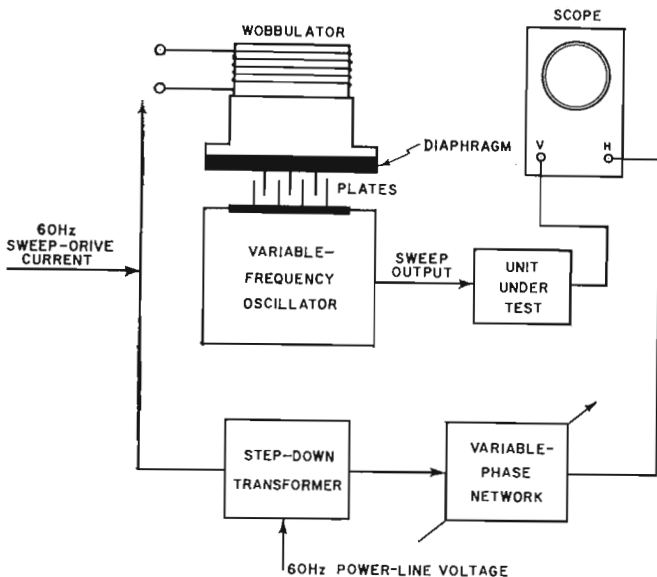 WOBBULATOR
SCOPE
V
H
DIAPHRAGM
PLATES
60Hz
SWEEP-DRIVE
CURRENT
VARIABLE-
FREQUENCY
OSCILLATOR
SWEEP
OUTPUT
UNIT
UNDER
TEST
STEP-DOWN
TRANSFORMER
VARIABLE-
PHASE
NETWORK
60Hz POWER-LINE VOLTAGE